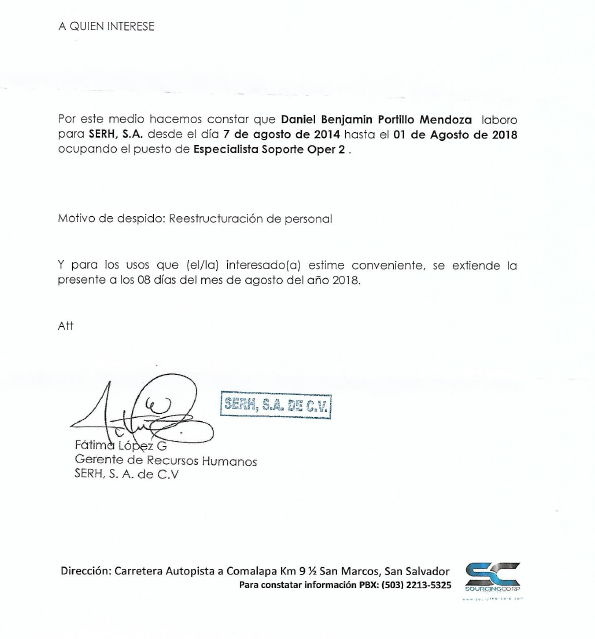 A QUIEN INTERESE
Por este medio hacemos constar que Daniel Benjamin Portillo Mendoza laboro
para SERH, S.A. desde el día 7 de agosto de 2014 hasta el 01 de Agosto de 2018
ocupando el puesto de Especialista Soporte Oper 2 .
Motivo de despido: Reestructuración de personal
Y para los usos que (el/la) interesado(a) estime conveniente, se extiende la
presente a los 08 días del mes de agosto del año 2018.
Att
SERH, S.A. DE C.V.
Fátima López G
Gerente de Recursos Humanos
SERH, S. A. de C.V
Dirección: Carretera Autopista a Comalapa Km 9 ½ San Marcos, San Salvador
Para constatar información PBX: (503) 2213-5325
SC
SOURCINGCORP